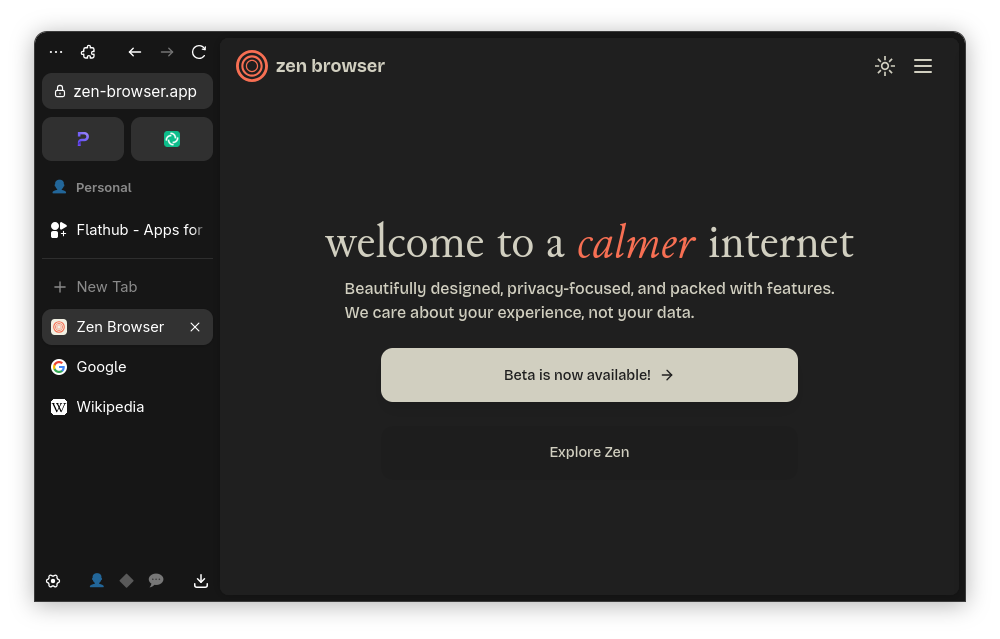 zen-browser.app
Personal
Flathub - Apps for
New Tab
Zen Browser
Google
Wikipedia
zen browser
welcome to a calmer internet
Beautifully designed, privacy-focused, and packed with features.
We care about your experience, not your data.
Beta is now available!
Explore Zen